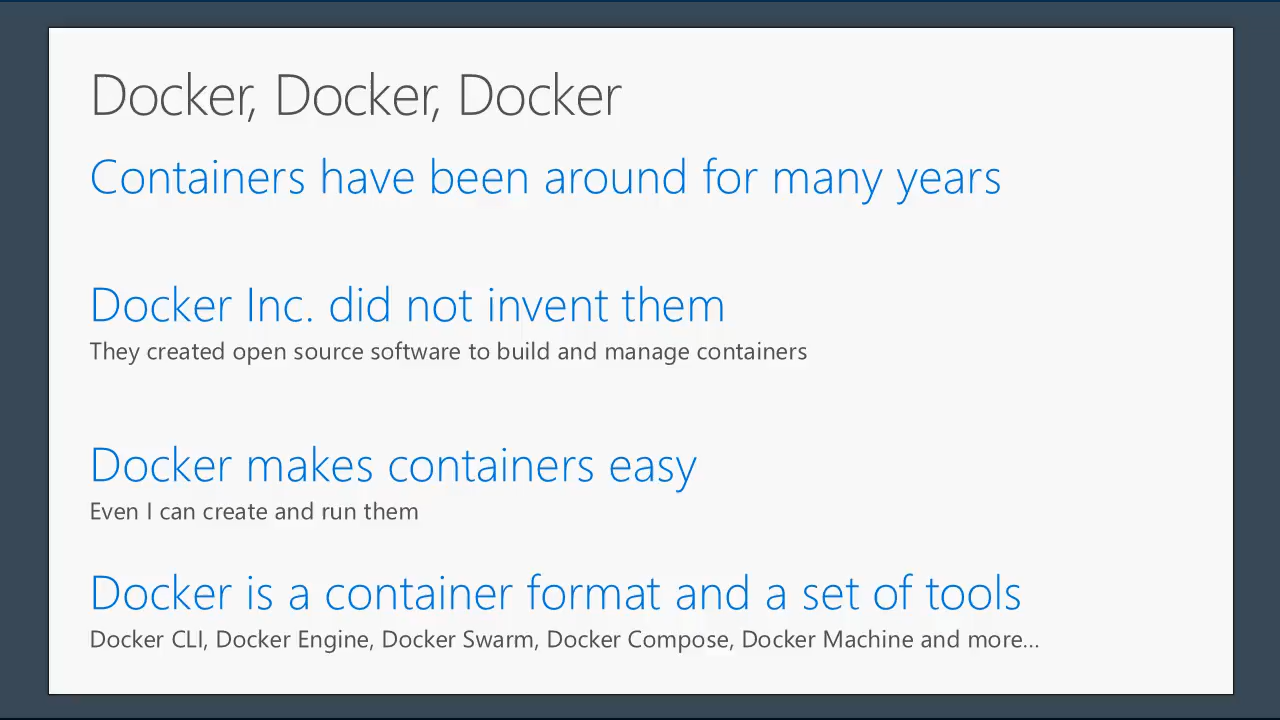 Docker, Docker, Docker
Containers have been around for many years
Docker Inc. did not invent them
They created open source software to build and manage containers
Docker makes containers easy
Even I can create and run them
Docker is a container format and a set of tools
Docker CLI, Docker Engine, Docker Swarm, Docker Compose, Docker Machine and more…